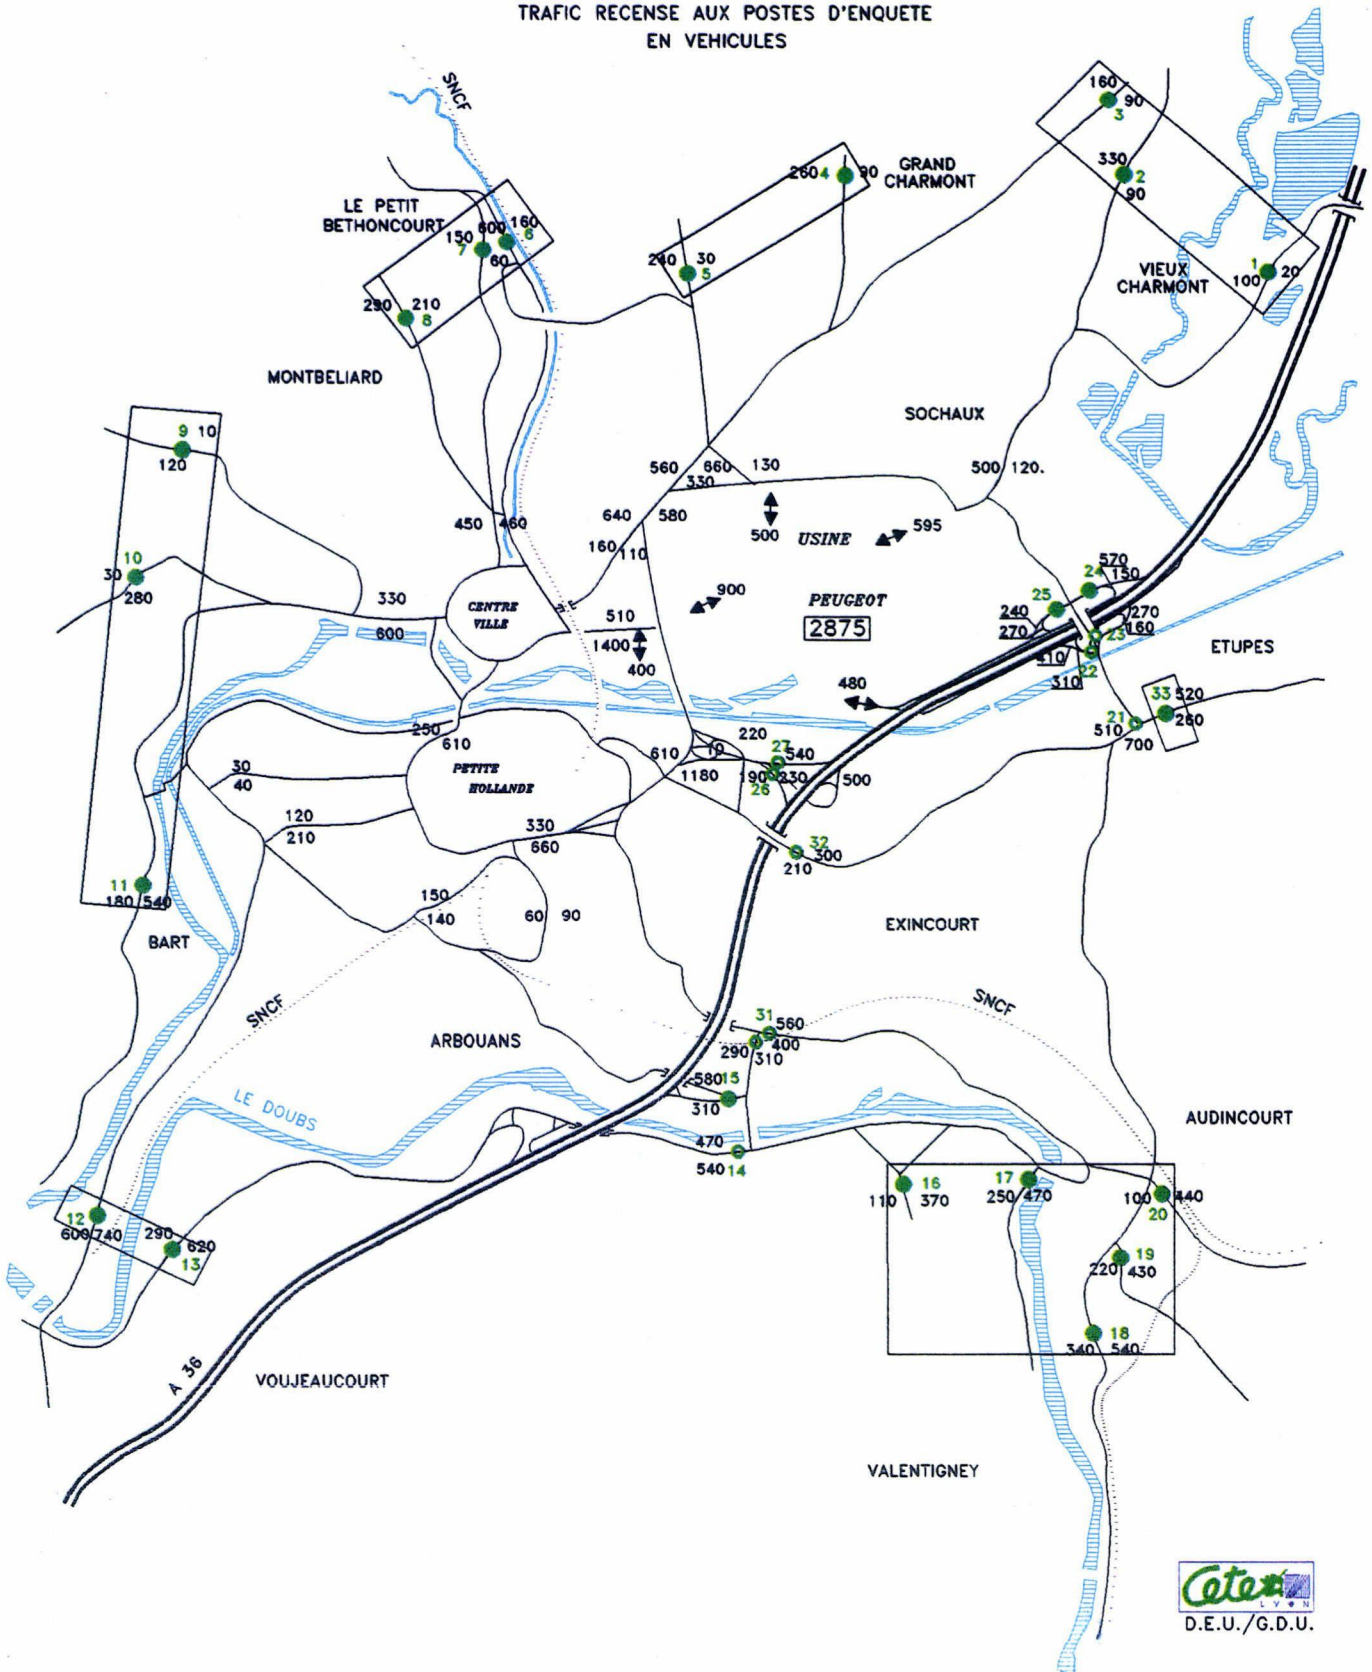 TRAFIC RECENSE AUX POSTES D'ENQUETE
EN VEHICULES
SNCF
160
90
3
330
2
90
GRAND
CHARMONT
260 4 90
LE PETIT
BETHONCOURT
150 600 160
7 6
60
240 30
5
VIEUX
CHARMONT
1
100 20
290 210
8
MONTBELIARD
SOCHAUX
9 10
120
560 660 130
330
500 120.
450 460
640 580
160 110
500
USINE
595
10
30
280
900
PEUGEOT
2875
570
24
150
25
240
270
270
160
23
410
22
310
330
600
CENTRE
VILLE
510
1400
400
ETUPES
480
33 520
260
21
510
700
250
610
PETITE
HOLLANDE
610
10
220
27
540
1180
190 230
26
500
30
40
120
210
330
660
32
300
210
11
180 540
150
140
60 90
BART
EXINCOURT
SNCF
SNCF
ARBOUANS
31
560
400
290
310
580 15
310
LE DOUBS
470
540 14
AUDINCOURT
16
110 370
17
250 470
100 440
20
12
600 740
290
620
13
19
220
430
18
340 540
A 36
VOUJEAUCOURT
VALENTIGNEY
Cete
LYON
D.E.U./G.D.U.